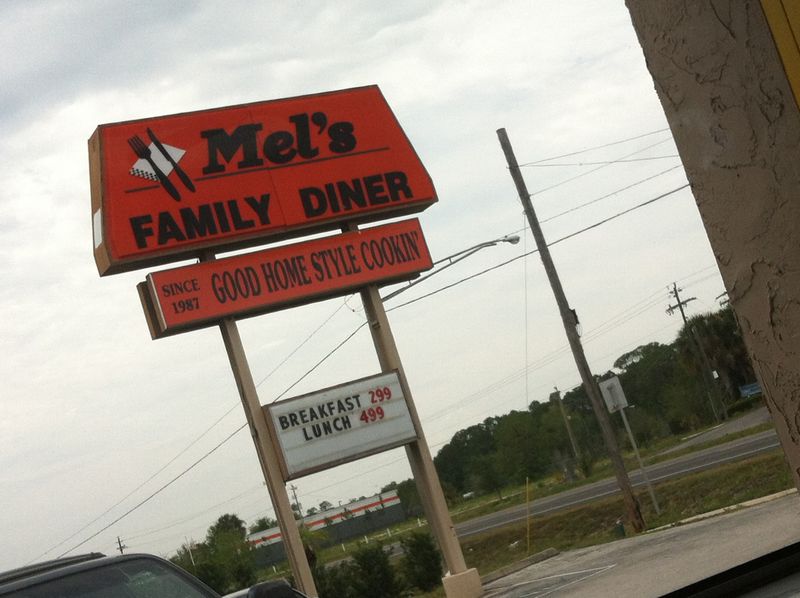 Mel's
FAMILY DINER
SINCE
1987
GOOD HOME STYLE COOKIN'
BREAKFAST 299
LUNCH 499